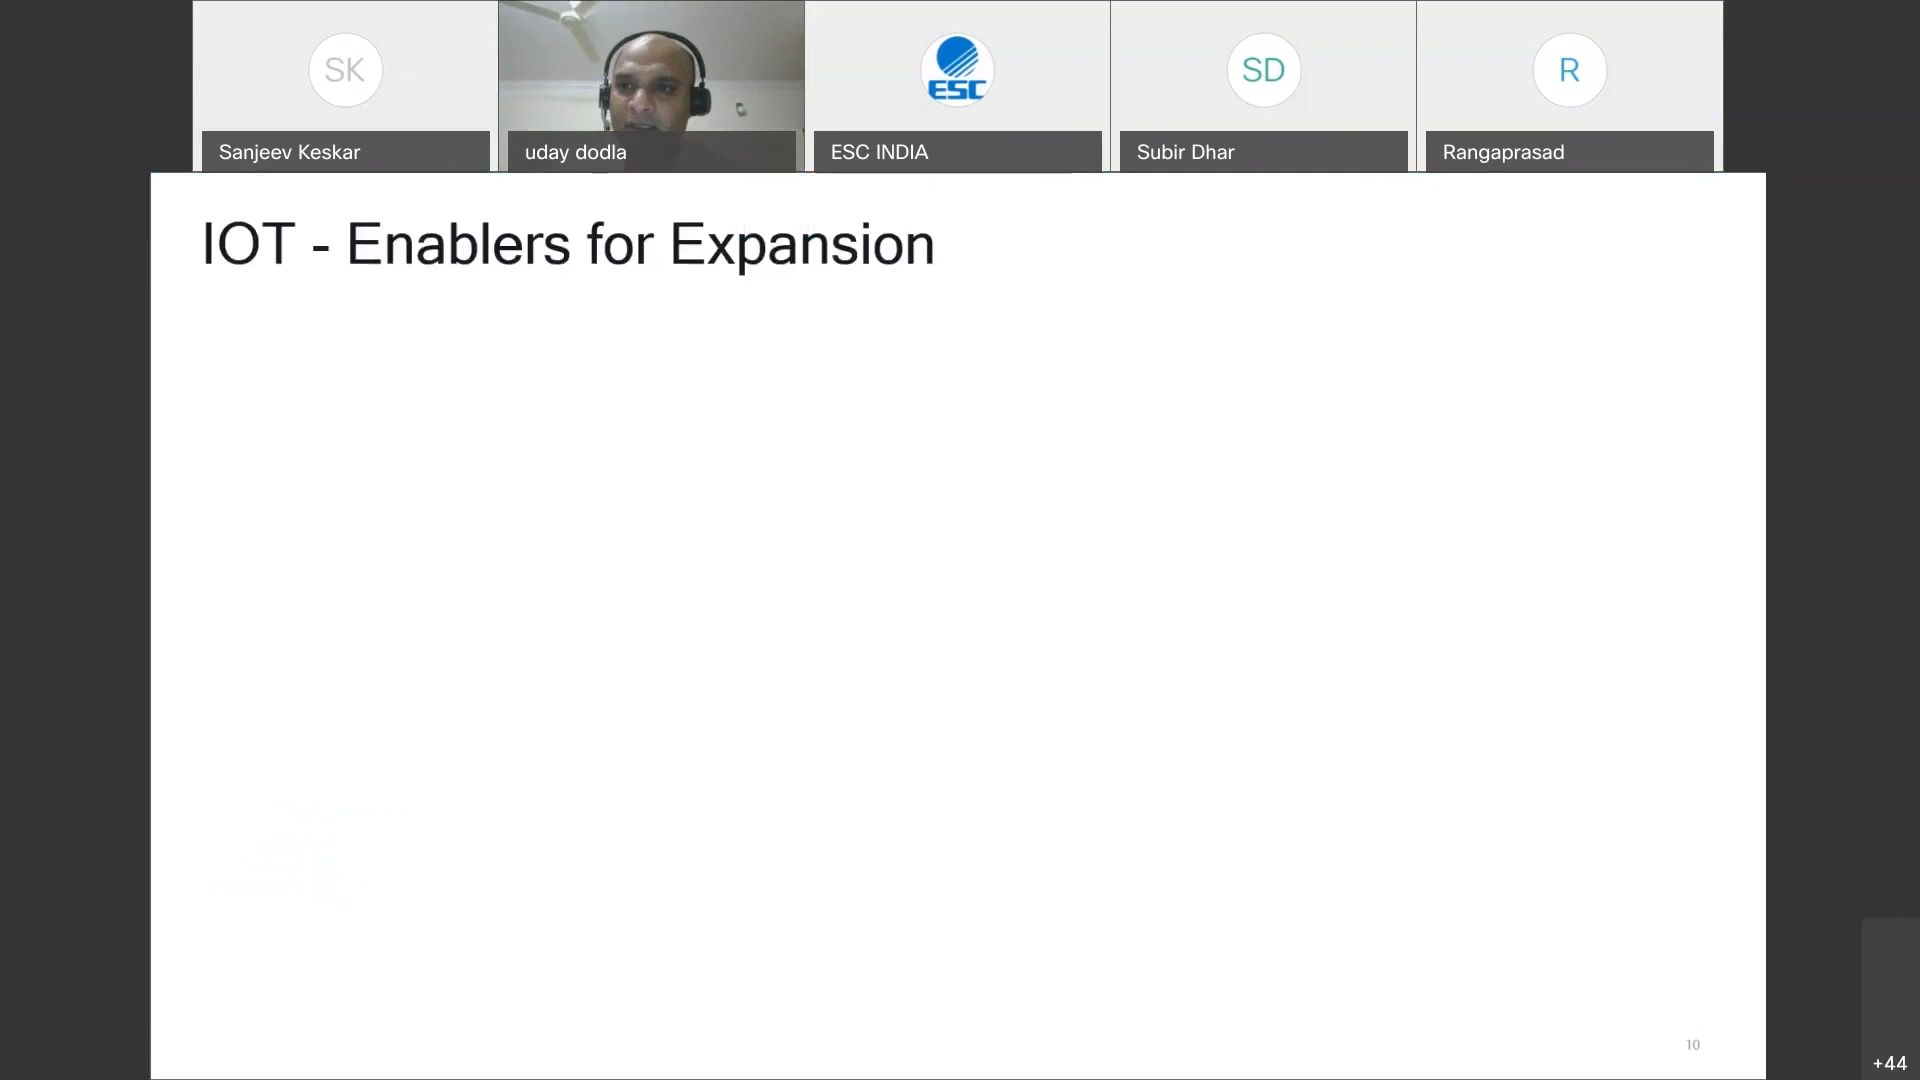 SK
ESC
SD
R
Sanjeev Keskar
uday dodla
ESC INDIA
Subir Dhar
Rangaprasad
IOT - Enablers for Expansion
10
+44